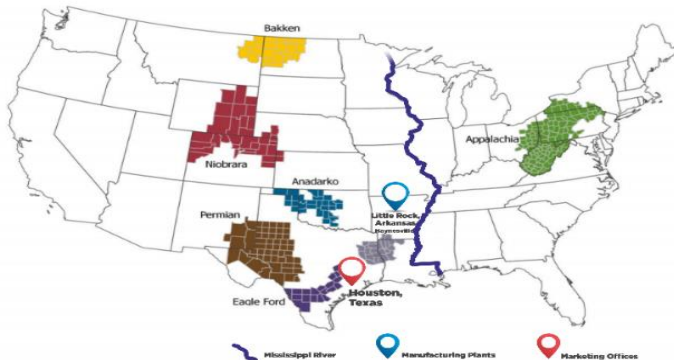 Bakken
Appalachia
Niobrara
Anadarko
Little Rock,
Arkansas
Haynesville
Permian
Houston,
Texas
Eagle Ford
Mississippi River
Manufacturing Plants
Marketing Offices